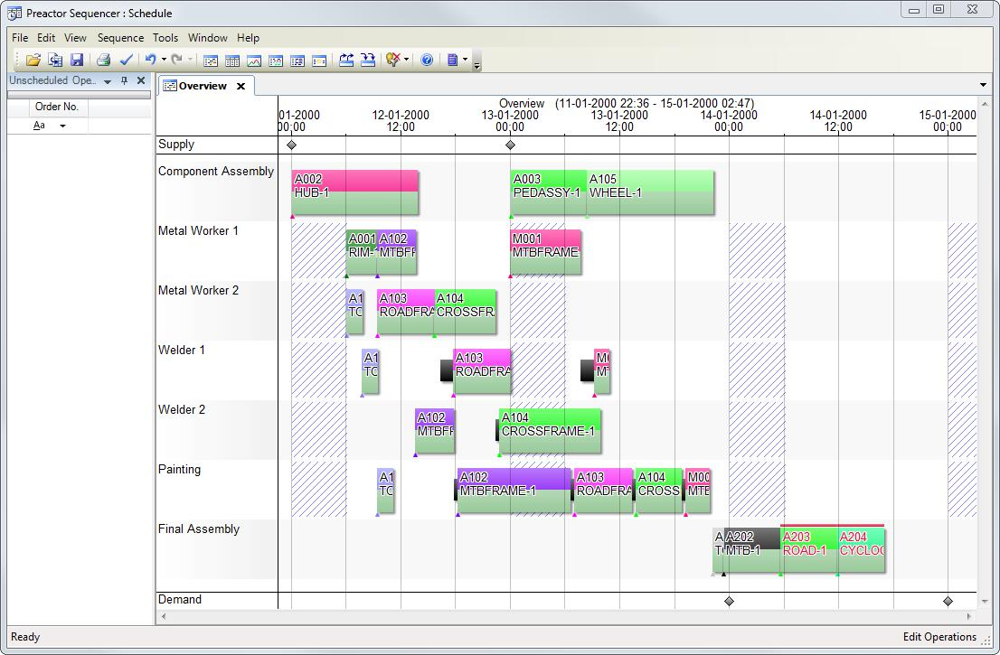 Preactor Sequencer : Schedule
File Edit View Sequence Tools Window Help
Unscheduled Ope..
Overview
Order No.
Aa
Overview (11-01-2000 22:36 - 15-01-2000 02:47)
01-2000 12-01-2000 13-01-2000 13-01-2000 14-01-2000 14-01-2000 15-01-2000
00:00 12:00 00:00 12:00 00:00 12:00 00:00
Supply
Component Assembly
A002 A003 A105
HUB-1 PEDASSY-1 WHEEL-1
Metal Worker 1
A001 A102 M001
RIM- MTBFF MTBFRAME
Metal Worker 2
A1 A103 A104
TC ROADFRA CROSSFR
Welder 1
A1 A103 M(
TC ROADFRA M
Welder 2
A102 A104
MTBFF CROSSFRAME-1
Painting
A1 A102 A103 A104 M00
TC MTBFRAME-1 ROADFRA CROSS MTE
Final Assembly
A A202 A203 A204
T MTB-1 ROAD-1 CYCLO
Demand
Ready Edit Operations